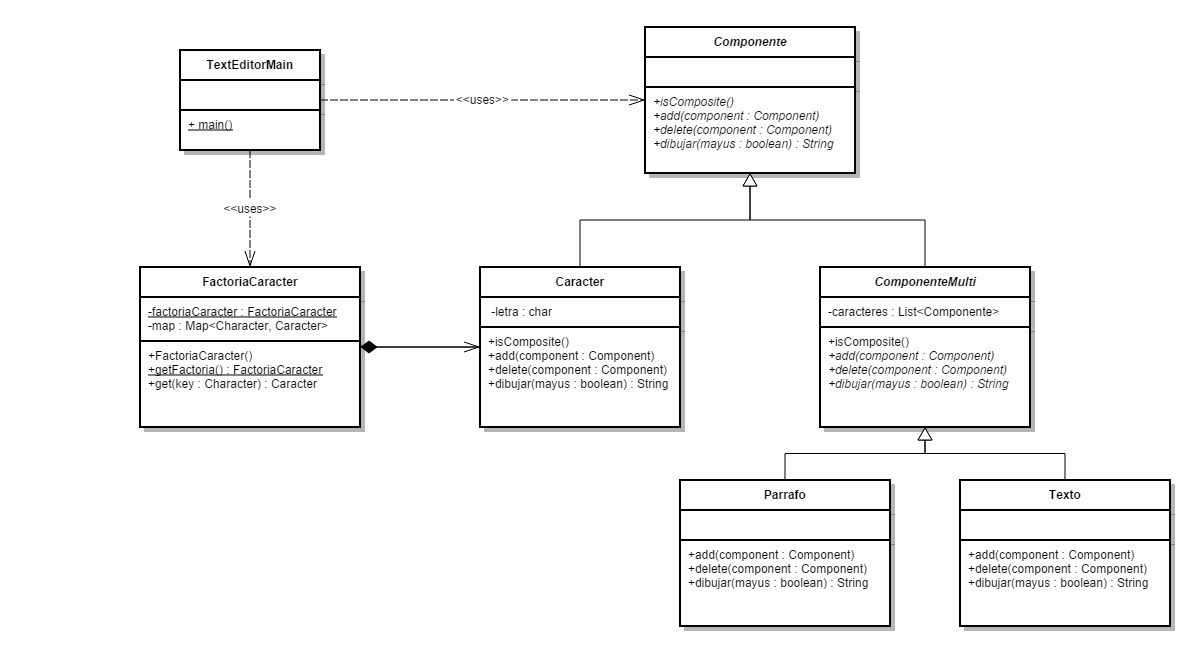 TextEditorMain
+ main()
<<uses>>
Componente
+isComposite()
+add(component : Component)
+delete(component : Component)
+dibujar(mayus : boolean) : String
<<uses>>
FactoriaCaracter
-factoriaCaracter : FactoriaCaracter
-map : Map<Character, Caracter>
+FactoriaCaracter()
+getFactoria() : FactoriaCaracter
+get(key : Character) : Caracter
Caracter
-letra : char
+isComposite()
+add(component : Component)
+delete(component : Component)
+dibujar(mayus : boolean) : String
ComponenteMulti
-caracteres : List<Componente>
+isComposite()
+add(component : Component)
+delete(component : Component)
+dibujar(mayus : boolean) : String
Parrafo
+add(component : Component)
+delete(component : Component)
+dibujar(mayus : boolean) : String
Texto
+add(component : Component)
+delete(component : Component)
+dibujar(mayus : boolean) : String